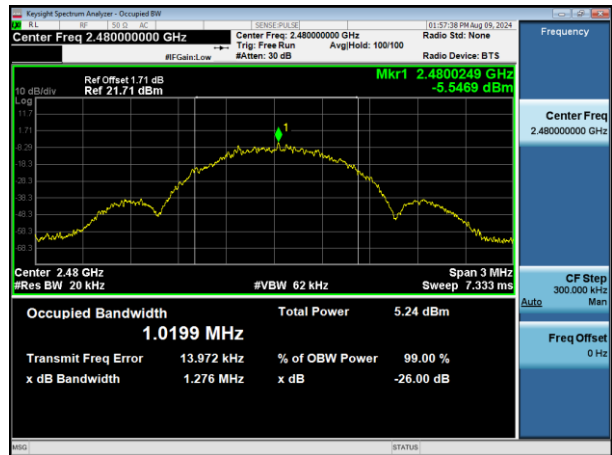 Keysight Spectrum Analyzer - Occupied BW
RL RF 50 Ω AC SENSE:PULSE 01:57:38 PM Aug 09, 2024
Center Freq 2.480000000 GHz Center Freq: 2.480000000 GHz Radio Std: None
Trig: Free Run Avg|Hold: 100/100
#IFGain:Low #Atten: 30 dB Radio Device: BTS
Frequency
Ref Offset 1.71 dB Mkr1 2.4800249 GHz
10 dB/div Ref 21.71 dBm -5.5469 dBm
Log
11.7
1.71
-8.29
-18.3
-28.3
-38.3
-48.3
-58.3
-68.3
1
Center 2.48 GHz Span 3 MHz
#Res BW 20 kHz #VBW 62 kHz Sweep 7.333 ms
Occupied Bandwidth Total Power 5.24 dBm
1.0199 MHz
Transmit Freq Error 13.972 kHz % of OBW Power 99.00 %
x dB Bandwidth 1.276 MHz x dB -26.00 dB
Center Freq
2.480000000 GHz
CF Step
300.000 kHz
Auto Man
Freq Offset
0 Hz
MSG STATUS